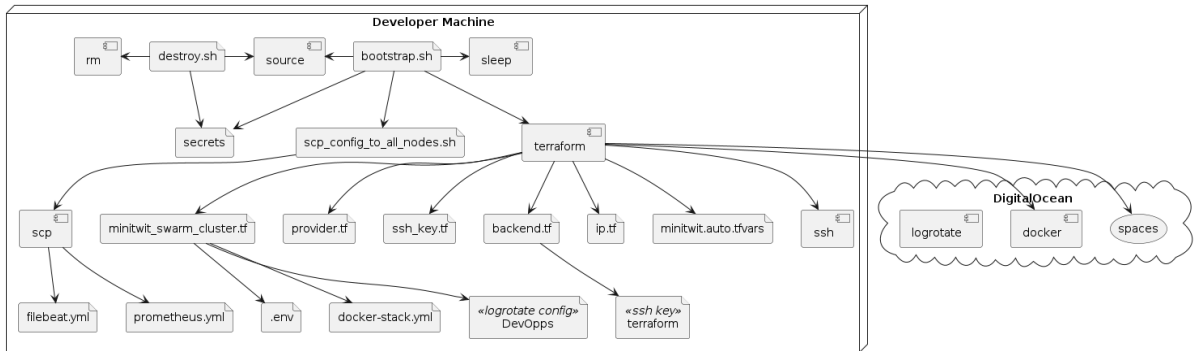 Developer Machine
rm
destroy.sh
source
bootstrap.sh
sleep
secrets
scp_config_to_all_nodes.sh
terraform
DigitalOcean
scp
minitwit_swarm_cluster.tf
provider.tf
ssh_key.tf
backend.tf
ip.tf
minitwit.auto.tfvars
ssh
logrotate
docker
spaces
filebeat.yml
prometheus.yml
.env
docker-stack.yml
«logrotate config»
DevOpps
«ssh key»
terraform